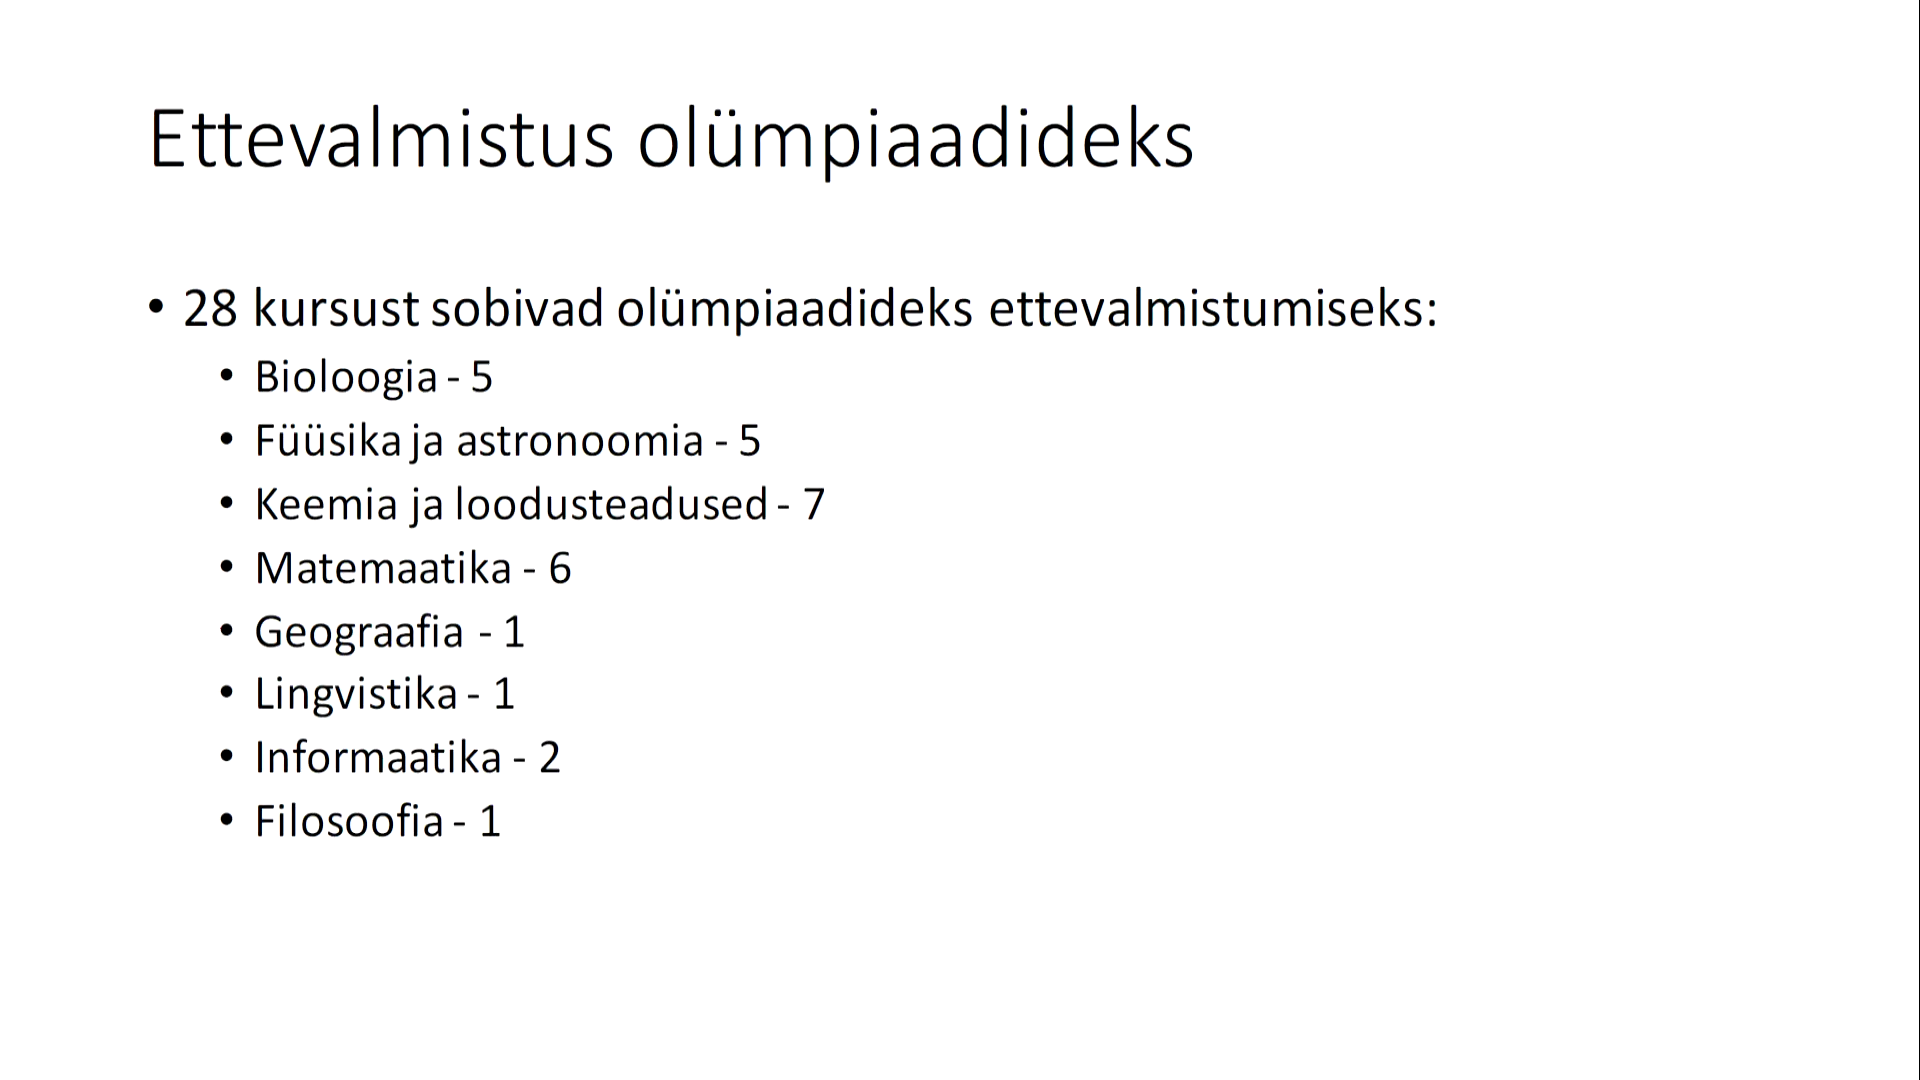 Ettevalmistus olümpiaadideks
• 28 kursust sobivad olümpiaadideks ettevalmistumiseks:
• Bioloogia - 5
• Füüsika ja astronoomia - 5
• Keemia ja loodusteadused - 7
• Matemaatika - 6
• Geograafia - 1
• Lingvistika - 1
• Informaatika - 2
• Filosoofia - 1